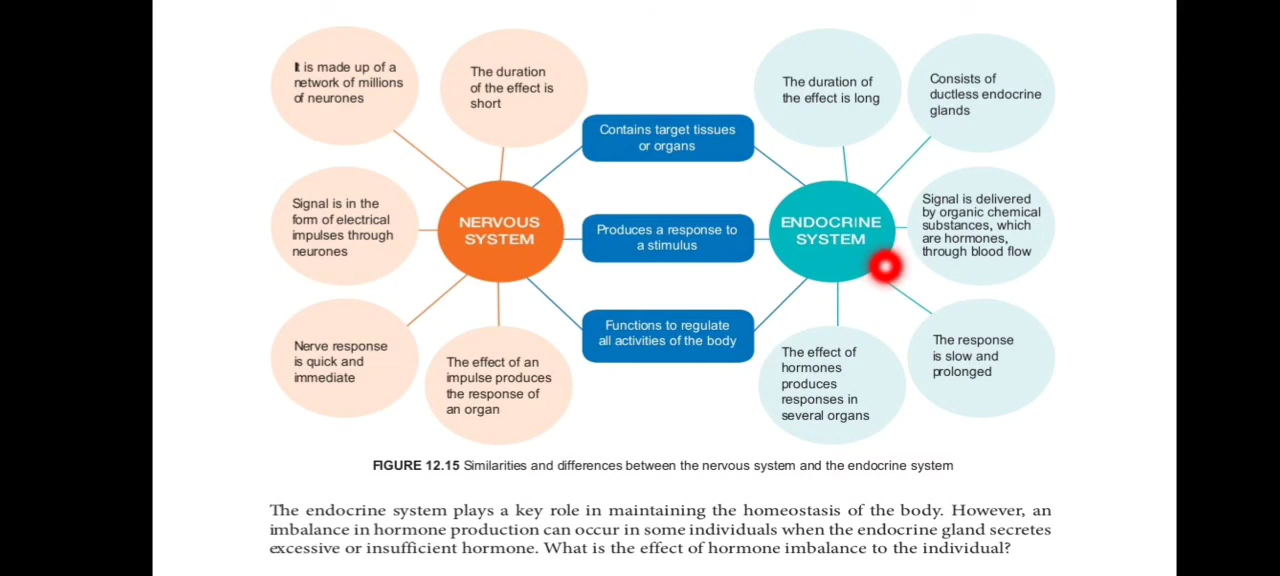 It is made up of a
network of millions
of neurones
The duration
of the effect is
short
Contains target tissues
or organs
The duration of
the effect is long
Consists of
ductless endocrine
glands
Signal is in the
form of electrical
impulses through
neurones
NERVOUS
SYSTEM
Produces a response to
a stimulus
ENDOCRINE
SYSTEM
Signal is delivered
by organic chemical
substances, which
are hormones,
through blood flow
Nerve response
is quick and
immediate
The effect of an
impulse produces
the response of
an organ
Functions to regulate
all activities of the body
The effect of
hormones
produces
responses in
several organs
The response
is slow and
prolonged
FIGURE 12.15 Similarities and differences between the nervous system and the endocrine system
The endocrine system plays a key role in maintaining the homeostasis of the body. However, an
imbalance in hormone production can occur in some individuals when the endocrine gland secretes
excessive or insufficient hormone. What is the effect of hormone imbalance to the individual?